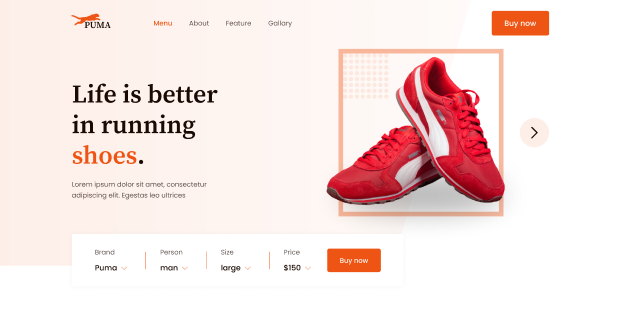 PUMA
Menu About Feature Gallary
Buy now
Life is better
in running
shoes.
Lorem ipsum dolor sit amet, consectetur
adipiscing elit. Egestas leo ultrices
Brand Person Size Price
Puma man large $150
Buy now